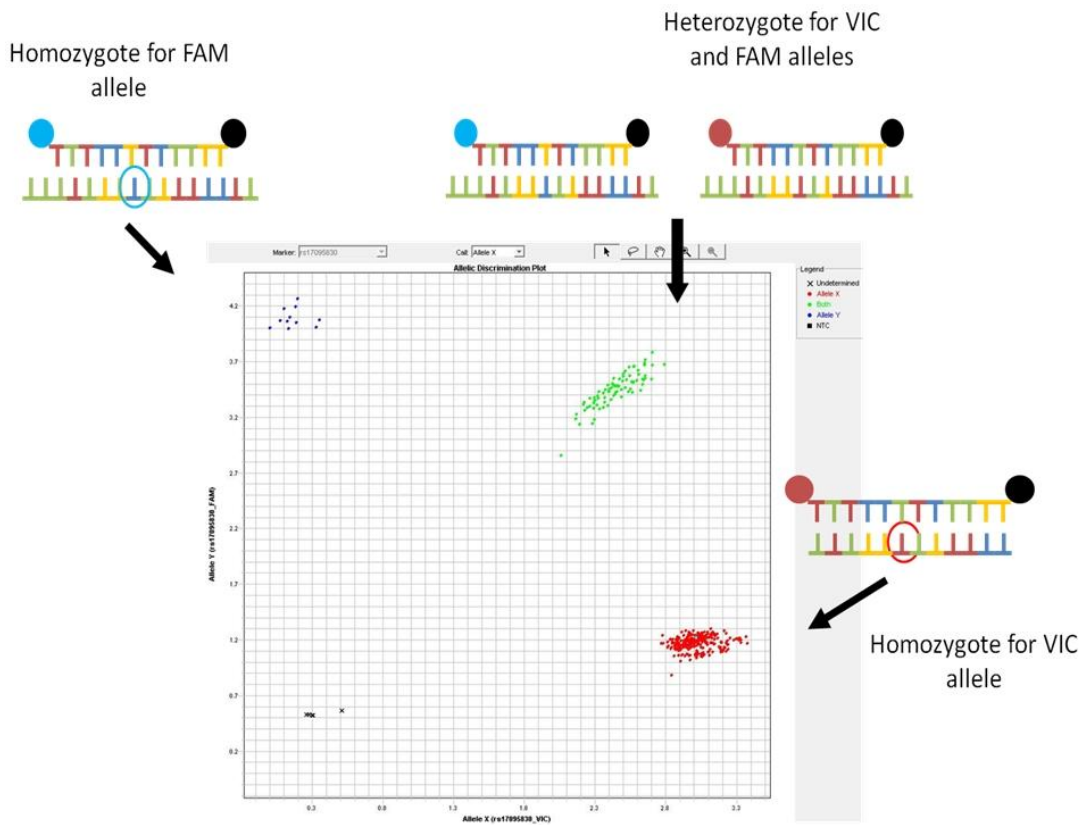 Heterozygote for VIC
and FAM alleles
Homozygote for FAM
allele
Marker: rs17095830
Call: Allele X
Allelic Discrimination Plot
Legend
Undetermined
Allele X
Both
Allele Y
NTC
4.2
3.7
3.2
2.7
2.2
1.7
1.2
0.7
0.2
Allele Y (rs17095830_FAM)
0.3
0.8
1.3
1.8
2.3
2.8
3.3
Allele X (rs17095830_VIC)
Homozygote for VIC
allele